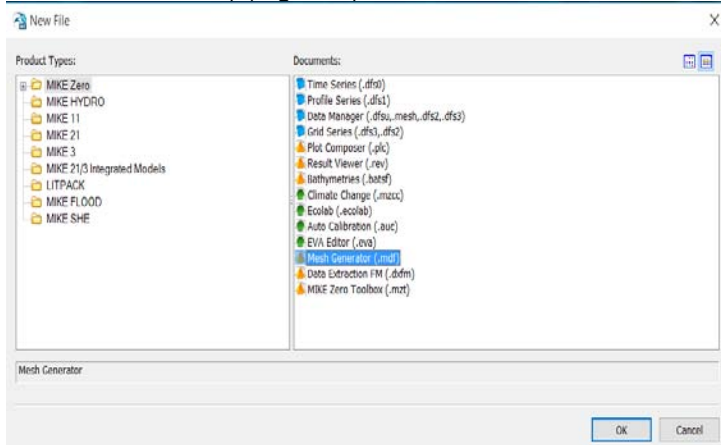 New File
X
Product Types:
Documents:
MIKE Zero
MIKE HYDRO
MIKE 11
MIKE 21
MIKE 3
MIKE 21/3 Integrated Models
LITPACK
MIKE FLOOD
MIKE SHE
Time Series (.dfs0)
Profile Series (.dfs1)
Data Manager (.dfsu,.mesh,.dfs2,.dfs3)
Grid Series (.dfs3,.dfs2)
Plot Composer (.plc)
Result Viewer (.rev)
Bathymetries (.batsf)
Climate Change (.mzcc)
Ecolab (.ecolab)
Auto Calibration (.auc)
EVA Editor (.eva)
Mesh Generator (.mdf)
Data Extraction FM (.dxfm)
MIKE Zero Toolbox (.mzt)
Mesh Generator
OK
Cancel